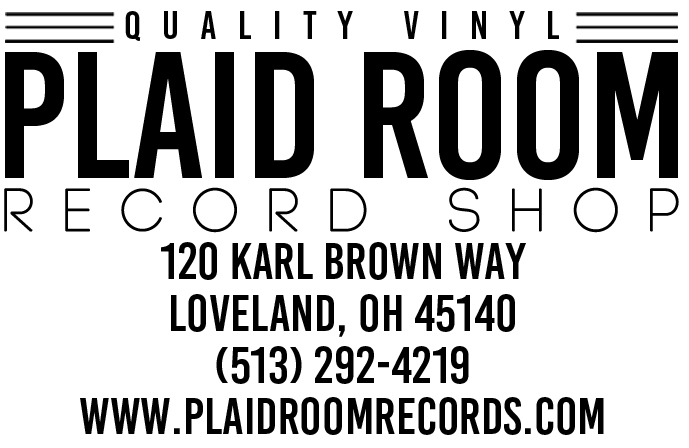 QUALITY VINYL
PLAID ROOM
RECORD SHOP
120 KARL BROWN WAY
LOVELAND, OH 45140
(513) 292-4219
WWW.PLAIDROOMRECORDS.COM